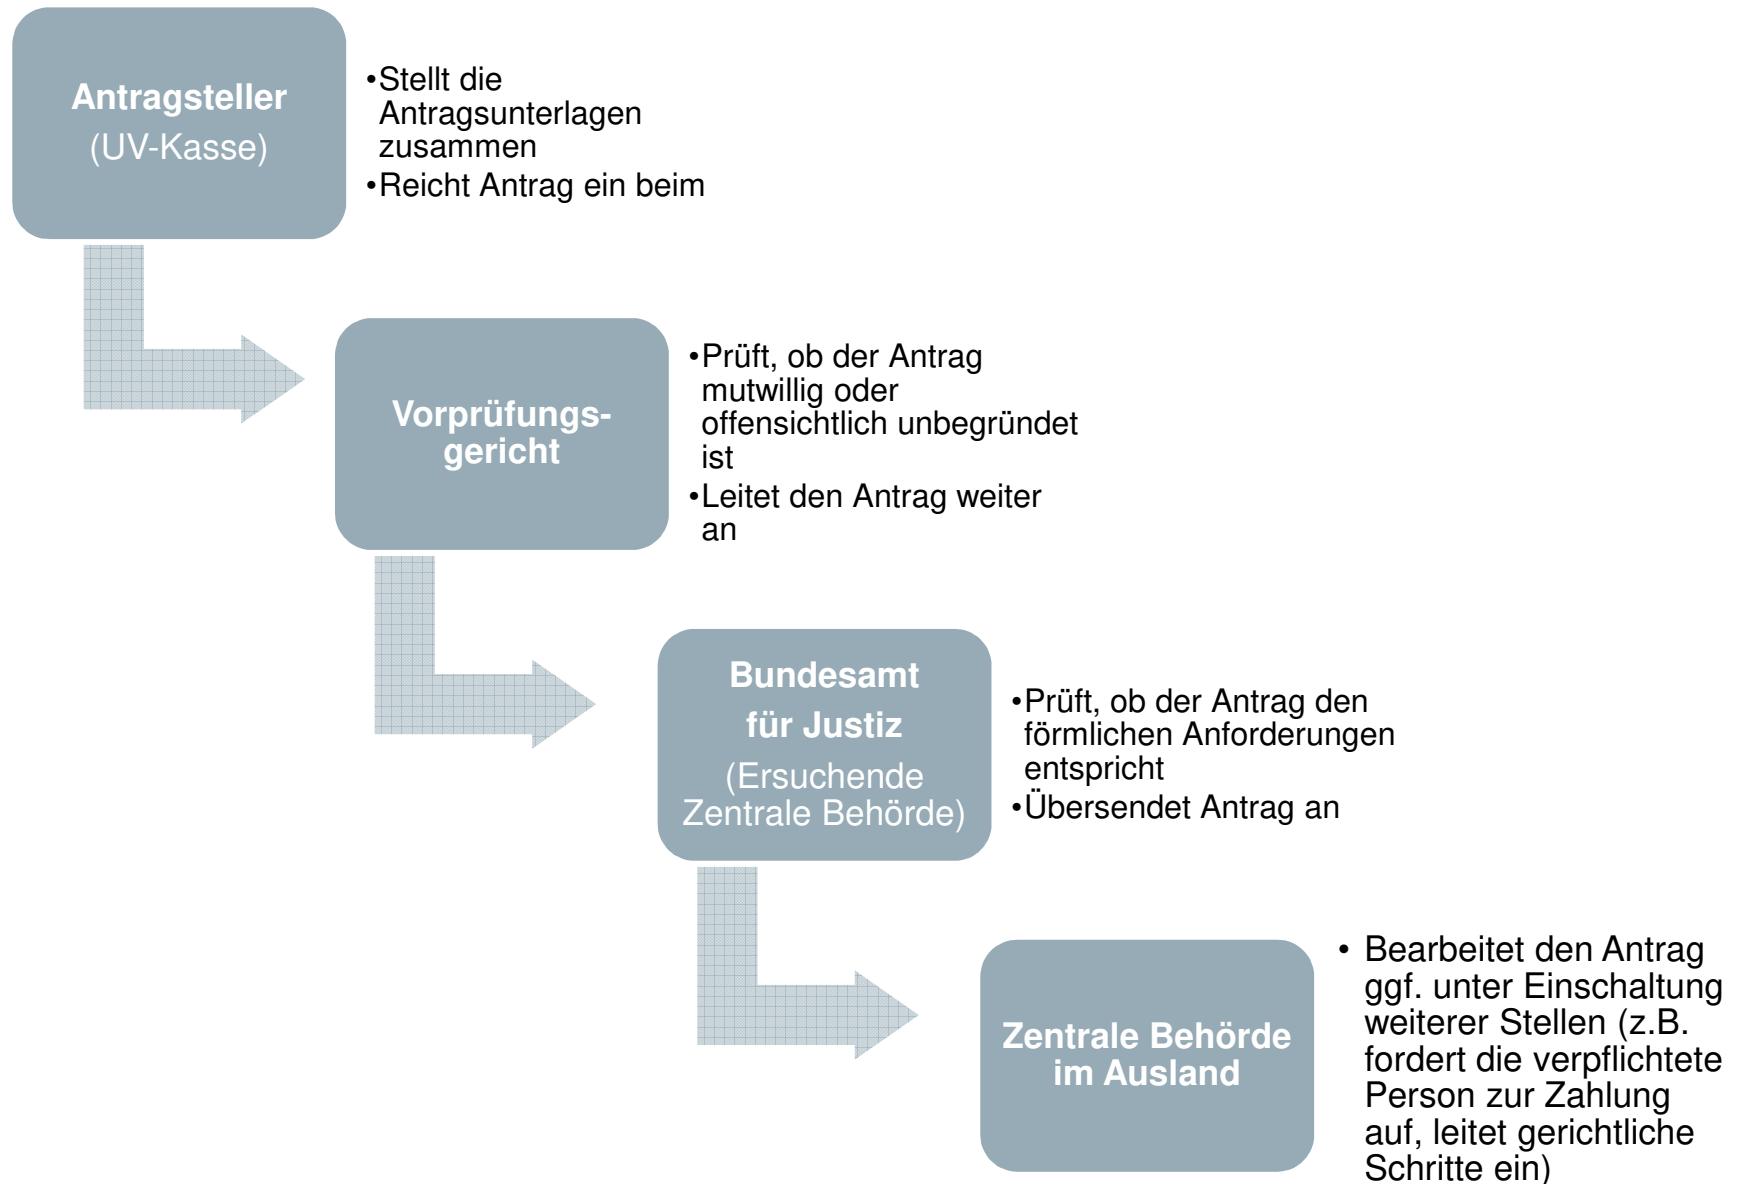 Antragsteller
(UV-Kasse)
•Stellt die
Antragsunterlagen
zusammen
•Reicht Antrag ein beim
Vorprüfungs-
gericht
•Prüft, ob der Antrag
mutwillig oder
offensichtlich unbegründet
ist
•Leitet den Antrag weiter
an
Bundesamt
für Justiz
(Ersuchende
Zentrale Behörde)
•Prüft, ob der Antrag den
förmlichen Anforderungen
entspricht
•Übersendet Antrag an
Zentrale Behörde
im Ausland
• Bearbeitet den Antrag
ggf. unter Einschaltung
weiterer Stellen (z.B.
fordert die verpflichtete
Person zur Zahlung
auf, leitet gerichtliche
Schritte ein)